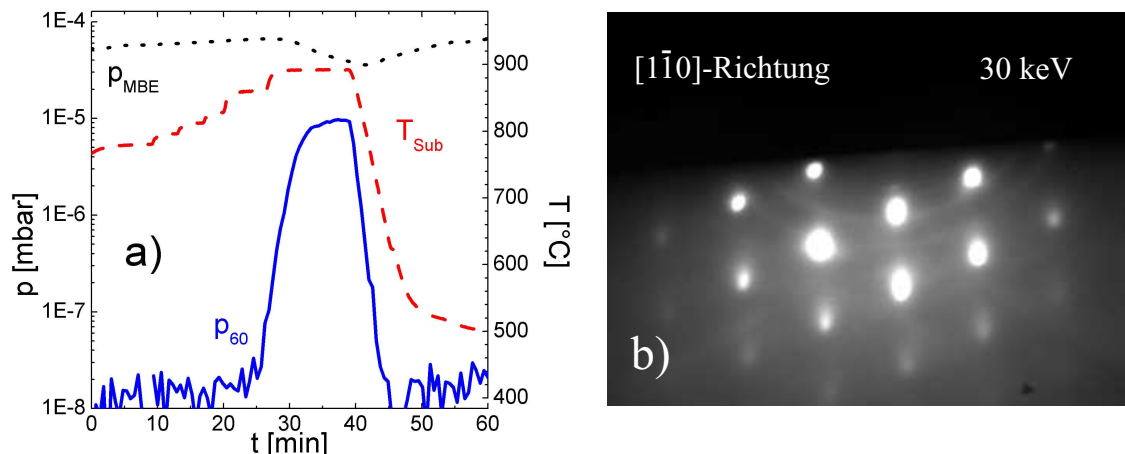 1E-4
1E-5
1E-6
1E-7
1E-8
p [mbar]
p_MBE
T_Sub
p_60
a)
900
800
700
600
500
400
T [°C]
0 10 20 30 40 50 60
t [min]
[11̄0]-Richtung 30 keV
b)